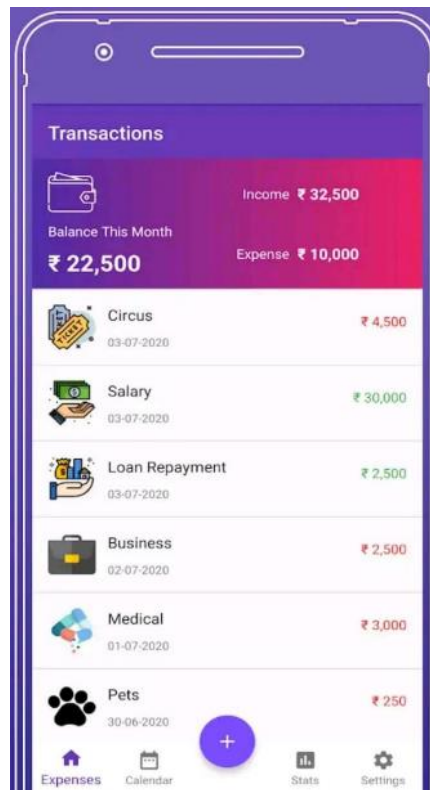 Transactions
Income ₹ 32,500
Balance This Month
₹ 22,500
Expense ₹ 10,000
Circus
₹ 4,500
03-07-2020
Salary
₹ 30,000
03-07-2020
Loan Repayment
₹ 2,500
03-07-2020
Business
₹ 2,500
02-07-2020
Medical
₹ 3,000
01-07-2020
Pets
₹ 250
30-06-2020
+
Expenses
Calendar
Stats
Settings